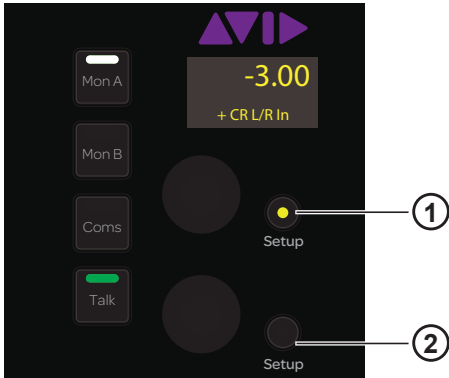 AVID
Mon A
-3.00
+ CR L/R In
Mon B
Coms
1
Setup
Talk
2
Setup